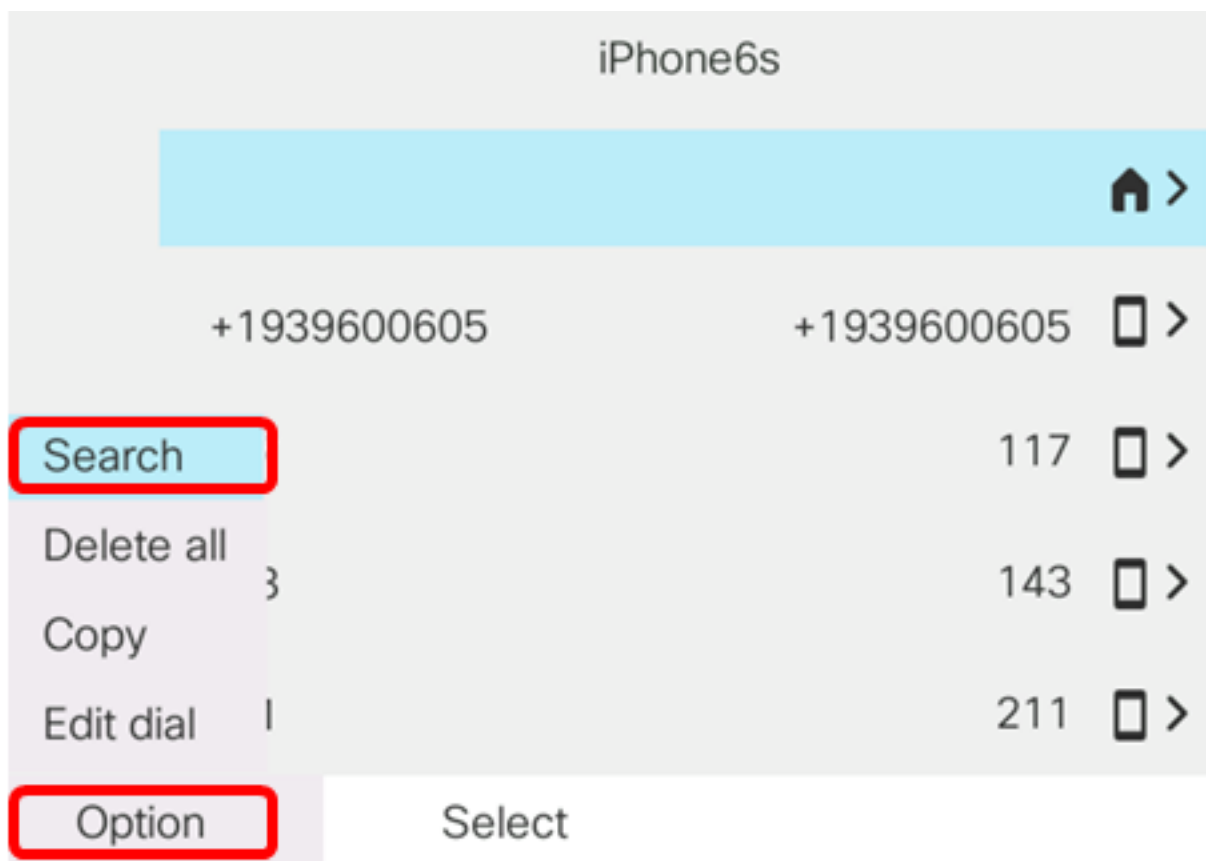 iPhone6s
+1939600605 +1939600605
Search 117
Delete all
143
Copy
Edit dial 211
Option Select